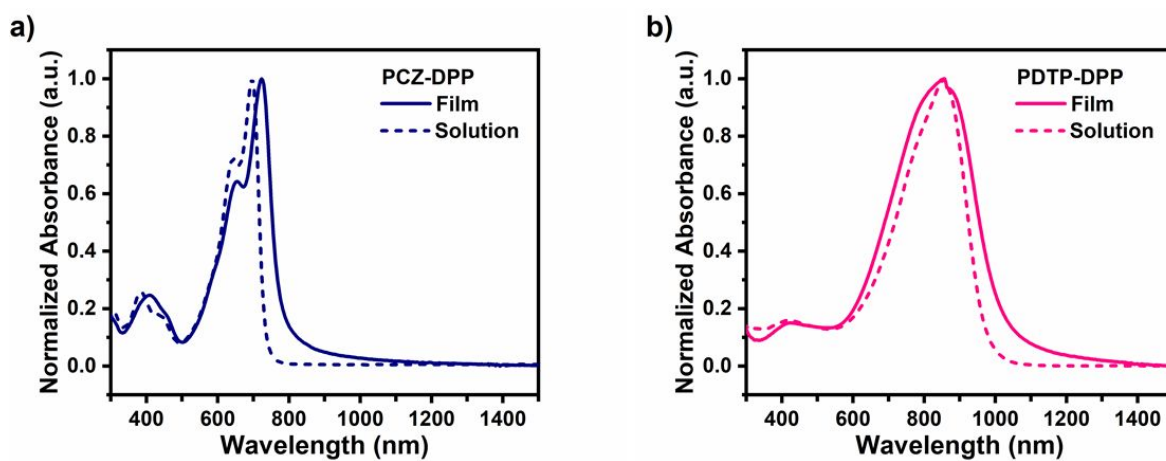 a)
Normalized Absorbance (a.u.)
1.0
0.8
0.6
0.4
0.2
0.0
PCZ-DPP
Film
Solution
400 600 800 1000 1200 1400
Wavelength (nm)
b)
Normalized Absorbance (a.u.)
1.0
0.8
0.6
0.4
0.2
0.0
PDTP-DPP
Film
Solution
400 600 800 1000 1200 1400
Wavelength (nm)